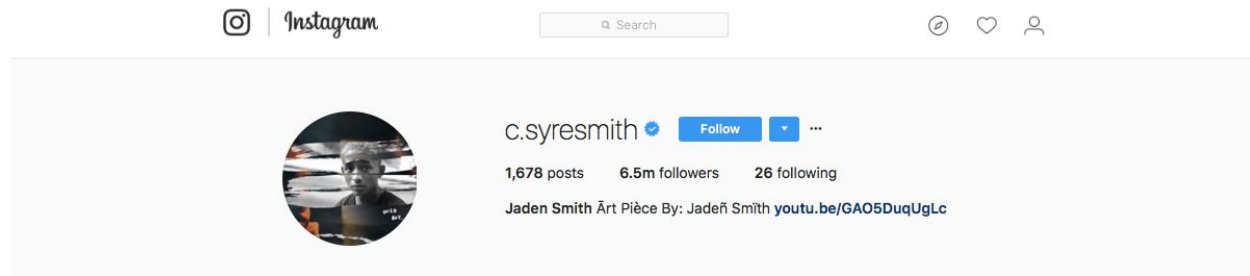 Instagram
Search
c.syresmith
Follow
1,678 posts 6.5m followers 26 following
Jaden Smith Ārt Pièce By: Jadeñ Smïth youtu.be/GAO5DuqUgLc